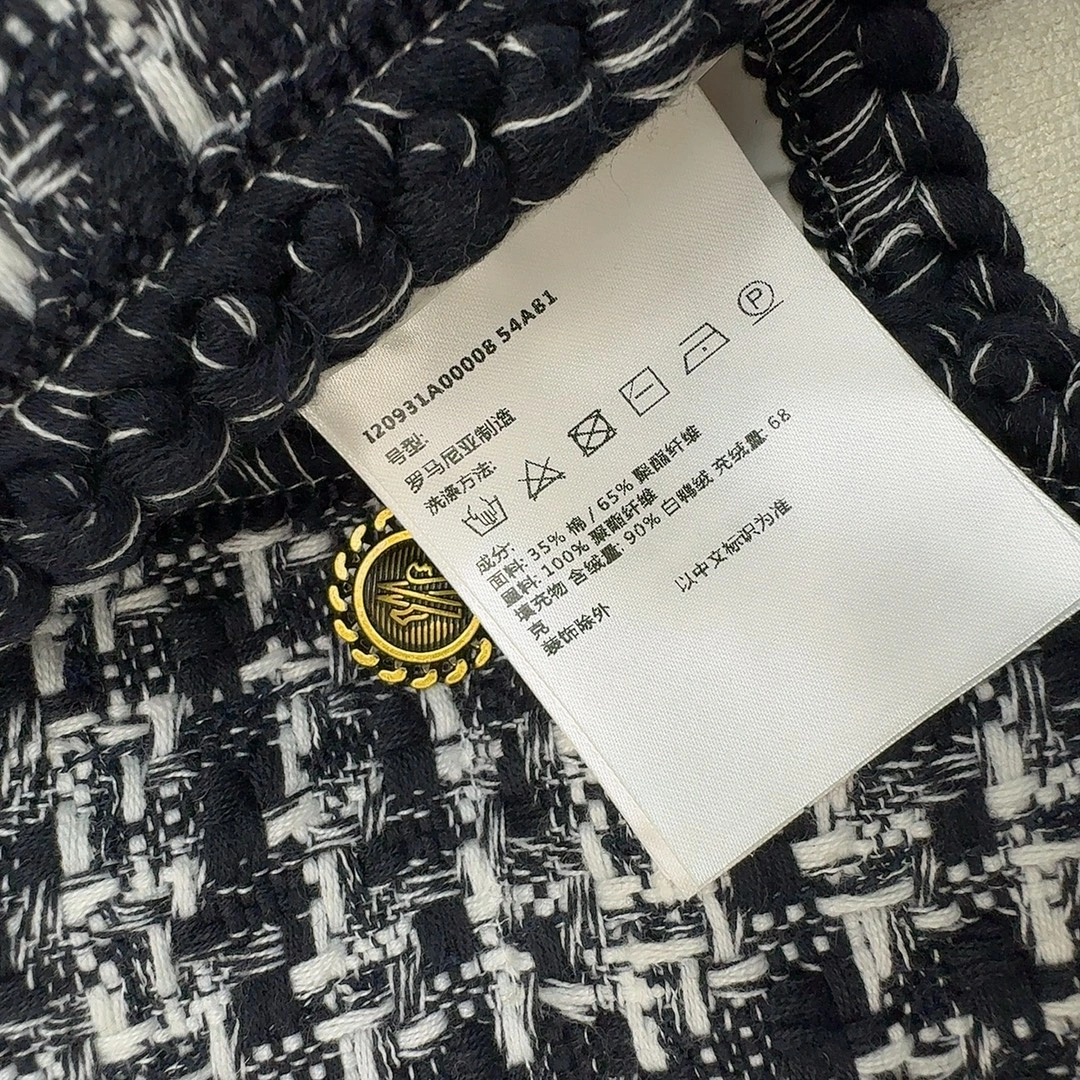 I20931A00008 54A81
号型:
罗马尼亚制造
洗涤方法:
P
成分:
面料: 35% 棉 / 65% 聚酯纤维
里料: 100% 聚酯纤维
填充物 含绒量: 90% 白鸭绒 充绒量: 68
克
装饰除外
以中文标识为准